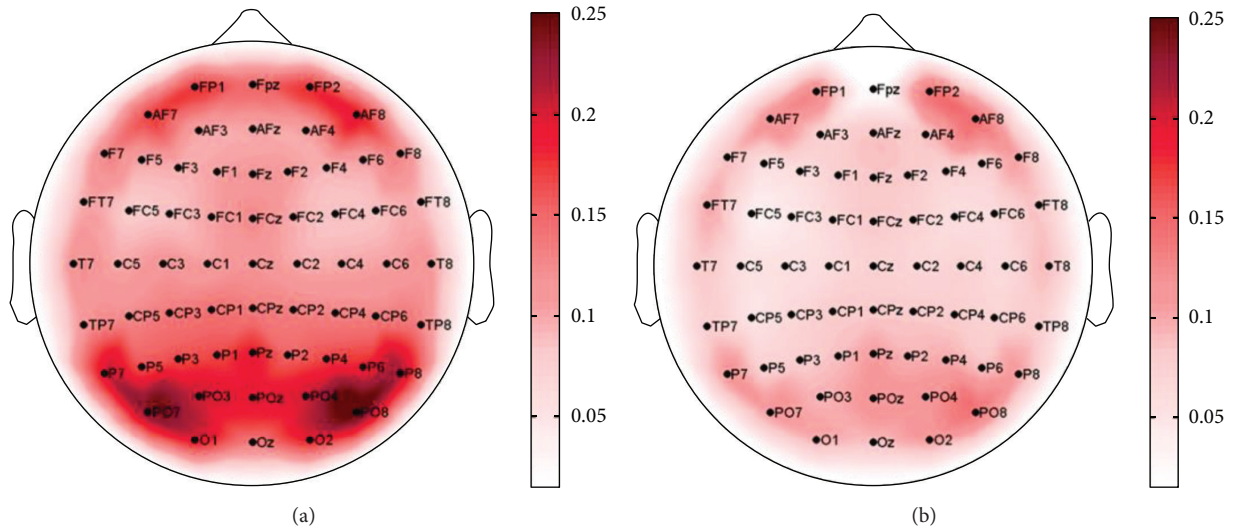 FP1 Fpz FP2
AF7 AF8
AF3 AFz AF4
F7 F5 F3 F1 Fz F2 F4 F6 F8
FT7 FC5 FC3 FC1 FCz FC2 FC4 FC6 FT8
T7 C5 C3 C1 Cz C2 C4 C6 T8
TP7 CP5 CP3 CP1 CPz CP2 CP4 CP6 TP8
P7 P5 P3 P1 Pz P2 P4 P6 P8
PO7 PO3 POz PO4 PO8
O1 Oz O2
0.25
0.2
0.15
0.1
0.05
(a)
FP1 Fpz FP2
AF7 AF8
AF3 AFz AF4
F7 F5 F3 F1 Fz F2 F4 F6 F8
FT7 FC5 FC3 FC1 FCz FC2 FC4 FC6 FT8
T7 C5 C3 C1 Cz C2 C4 C6 T8
TP7 CP5 CP3 CP1 CPz CP2 CP4 CP6 TP8
P7 P5 P3 P1 Pz P2 P4 P6 P8
PO7 PO3 POz PO4 PO8
O1 Oz O2
0.25
0.2
0.15
0.1
0.05
(b)